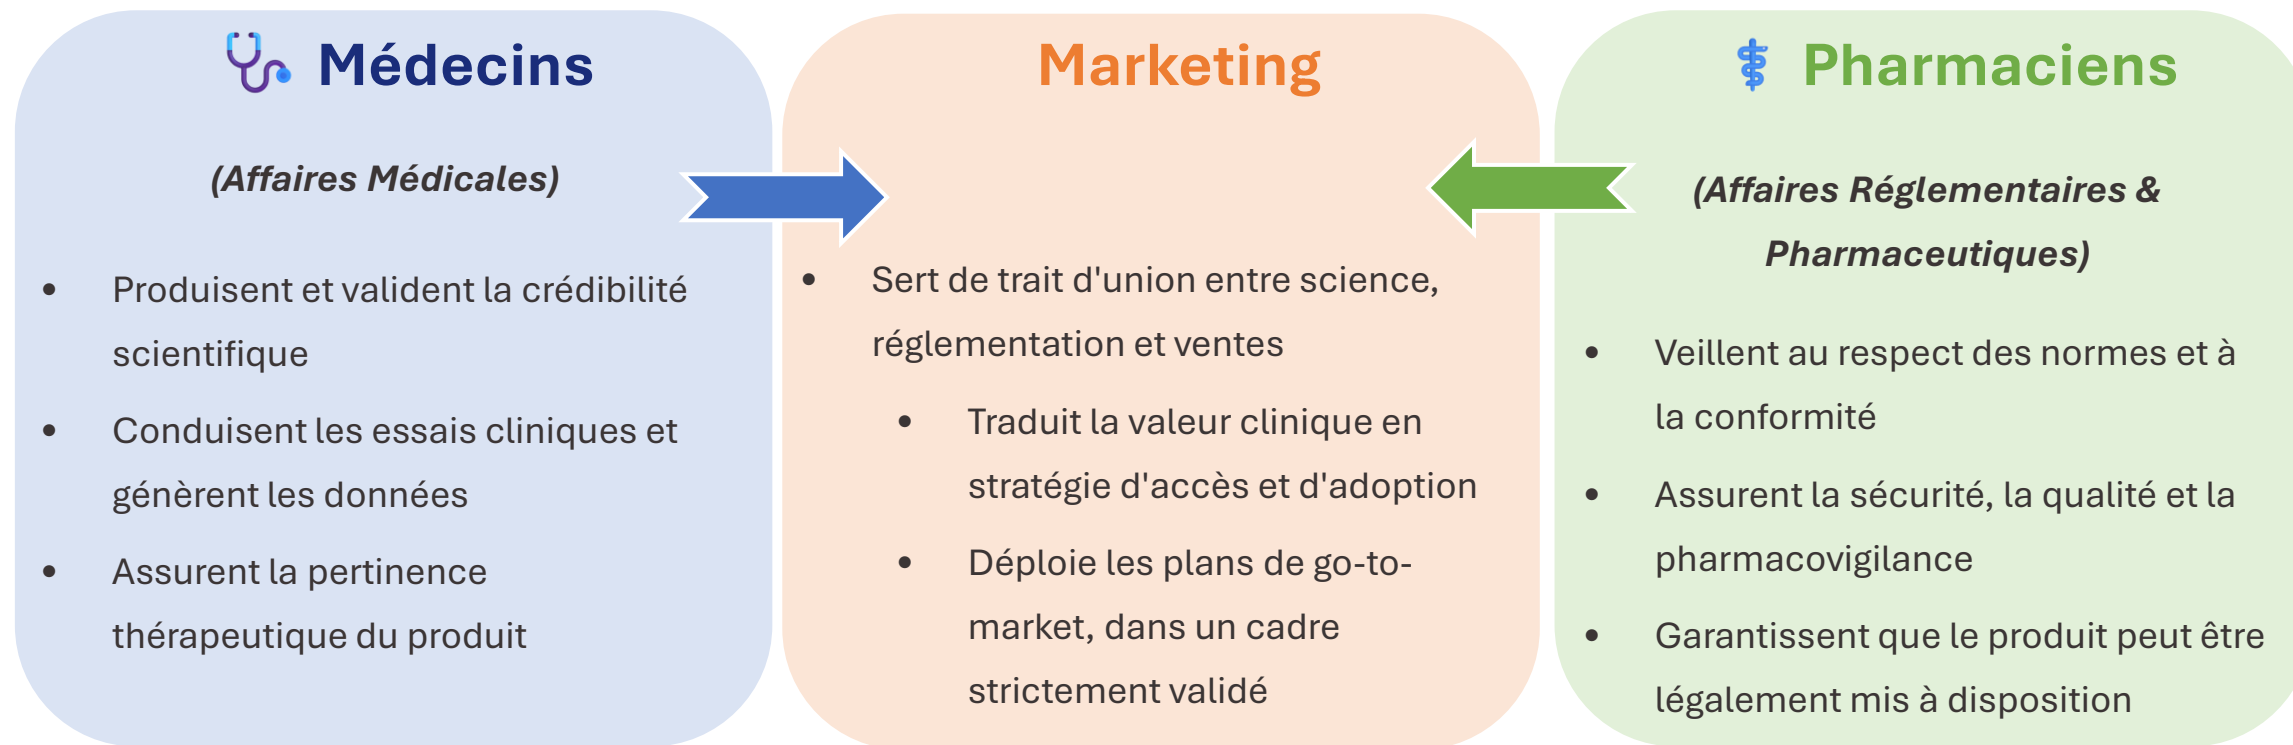 Médecins
(Affaires Médicales)
• Produisent et valident la crédibilité
scientifique
• Conduisent les essais cliniques et
génèrent les données
• Assurent la pertinence
thérapeutique du produit
Marketing
• Sert de trait d'union entre science,
réglementation et ventes
• Traduit la valeur clinique en
stratégie d'accès et d'adoption
• Déploie les plans de go-to-
market, dans un cadre
strictement validé
Pharmaciens
(Affaires Réglementaires &
Pharmaceutiques)
• Veillent au respect des normes et à
la conformité
• Assurent la sécurité, la qualité et la
pharmacovigilance
• Garantissent que le produit peut être
légalement mis à disposition